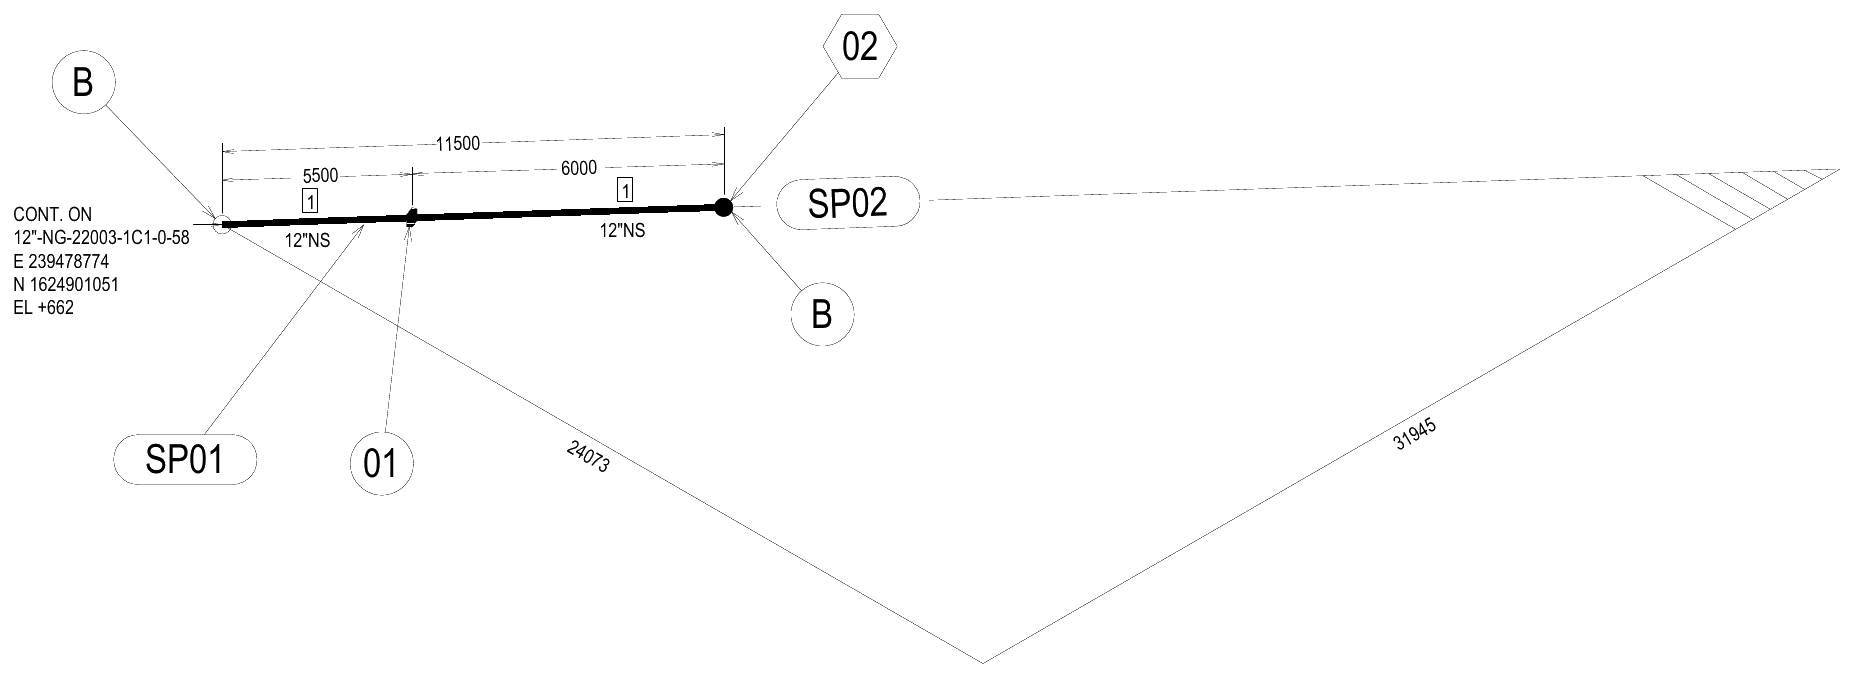 02
B
11500
5500
6000
1
1
SP02
CONT. ON
12"-NG-22003-1C1-0-58
E 239478774
N 1624901051
EL +662
12"NS
12"NS
B
SP01
01
24073
31945